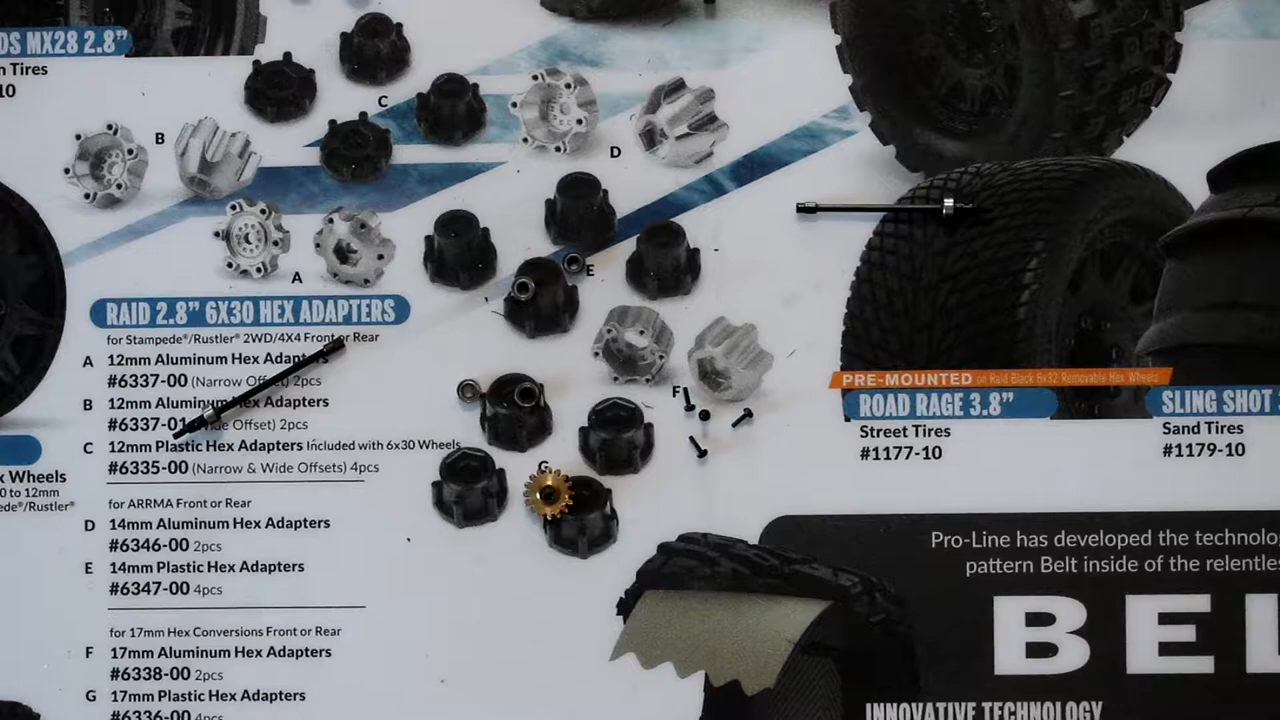 DS MX28 2.8"
n Tires
10
B
C
D
A
E
F
G
RAID 2.8" 6X30 HEX ADAPTERS
for Stampede®/Rustler® 2WD/4X4 Front or Rear
A 12mm Aluminum Hex Adapters
#6337-00 (Narrow Offset) 2pcs
B 12mm Aluminum Hex Adapters
#6337-01 (Wide Offset) 2pcs
C 12mm Plastic Hex Adapters Included with 6x30 Wheels
#6335-00 (Narrow & Wide Offsets) 4pcs
for ARRMA Front or Rear
D 14mm Aluminum Hex Adapters
#6346-00 2pcs
E 14mm Plastic Hex Adapters
#6347-00 4pcs
for 17mm Hex Conversions Front or Rear
F 17mm Aluminum Hex Adapters
#6338-00 2pcs
G 17mm Plastic Hex Adapters
#6336-00 4pcs
x Wheels
0 to 12mm
ede®/Rustler®
PRE-MOUNTED on Raid Black 6x32 Removable Hex Wheels
ROAD RAGE 3.8"
Street Tires
#1177-10
SLING SHOT
Sand Tires
#1179-10
Pro-Line has developed the technolo
pattern Belt inside of the relentles
BEL
INNOVATIVE TECHNOLOGY